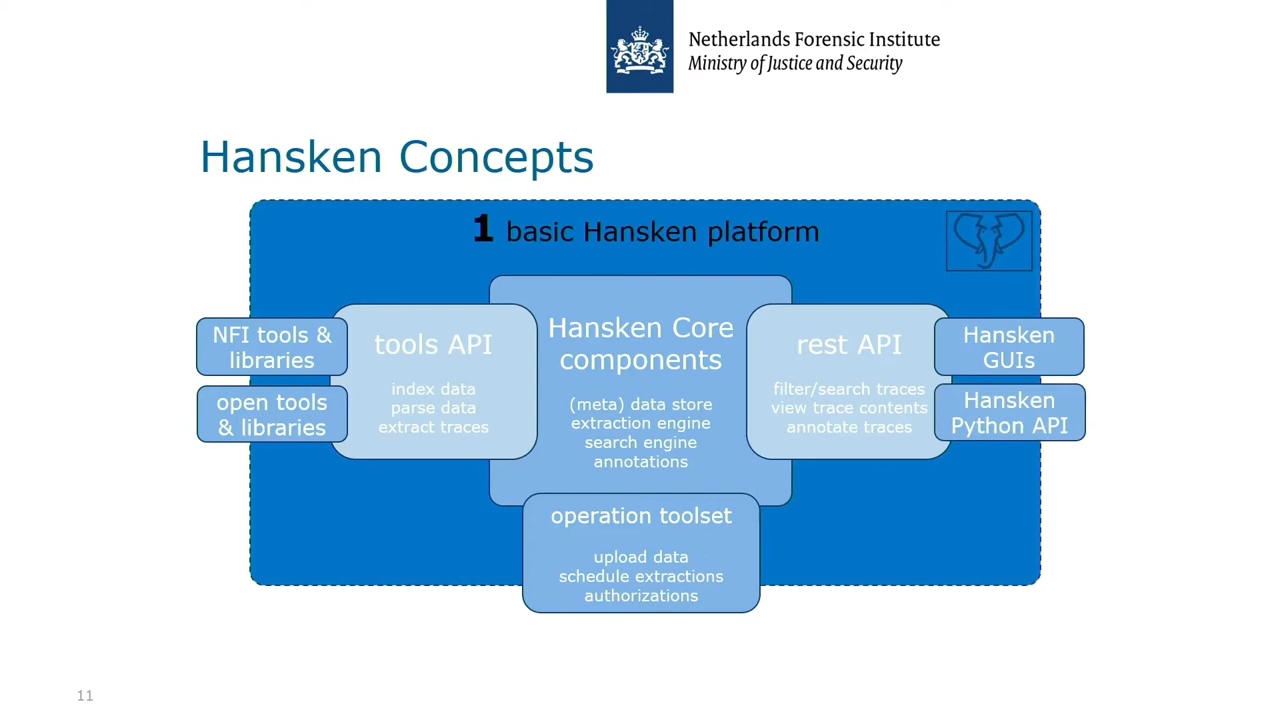 Netherlands Forensic Institute
Ministry of Justice and Security
Hansken Concepts
1 basic Hansken platform
NFI tools &
libraries
open tools
& libraries
tools API
index data
parse data
extract traces
Hansken Core
components
(meta) data store
extraction engine
search engine
annotations
rest API
filter/search traces
view trace contents
annotate traces
Hansken
GUIs
Hansken
Python API
operation toolset
upload data
schedule extractions
authorizations
11